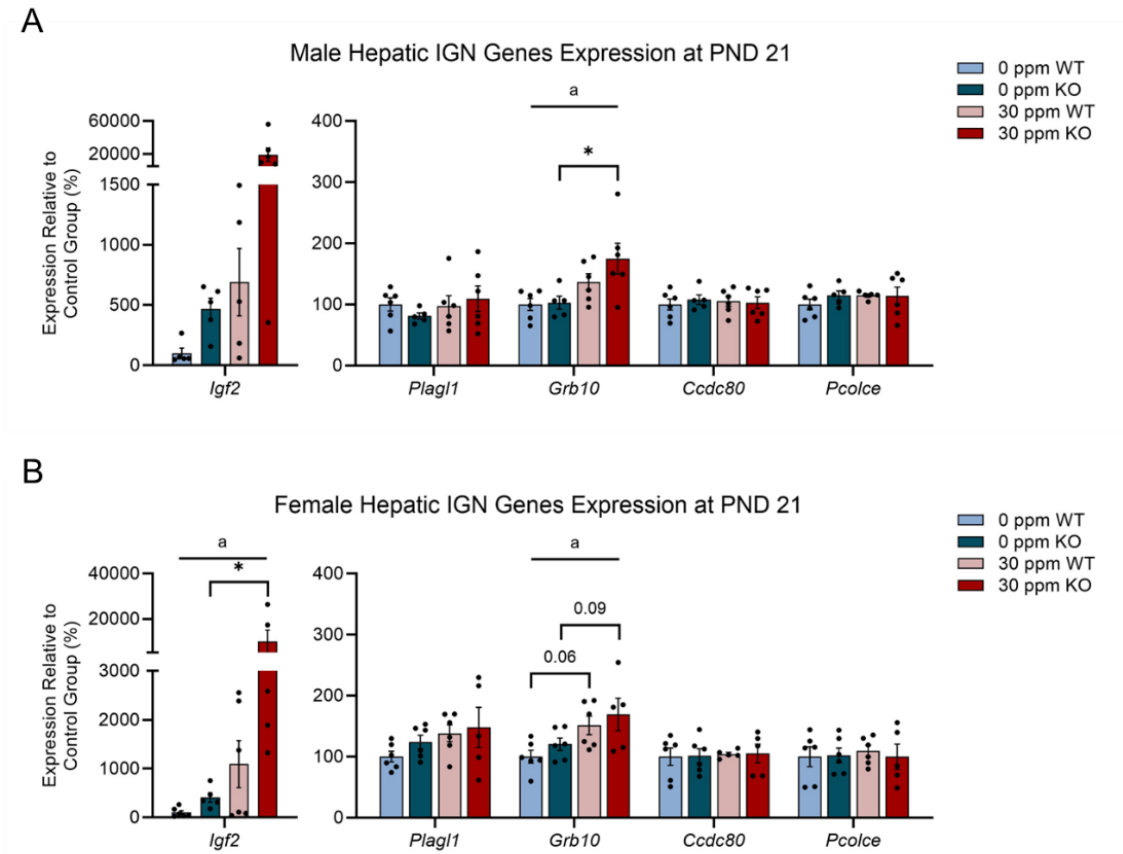 A
Male Hepatic IGN Genes Expression at PND 21
0 ppm WT
0 ppm KO
30 ppm WT
30 ppm KO
Expression Relative to
Control Group (%)
60000
20000
1500
1000
500
0
Igf2
a
*
400
300
200
100
0
Plagl1
Grb10
Ccdc80
Pcolce
B
Female Hepatic IGN Genes Expression at PND 21
0 ppm WT
0 ppm KO
30 ppm WT
30 ppm KO
Expression Relative to
Control Group (%)
a
*
40000
20000
3000
2000
1000
0
Igf2
a
0.09
0.06
400
300
200
100
0
Plagl1
Grb10
Ccdc80
Pcolce